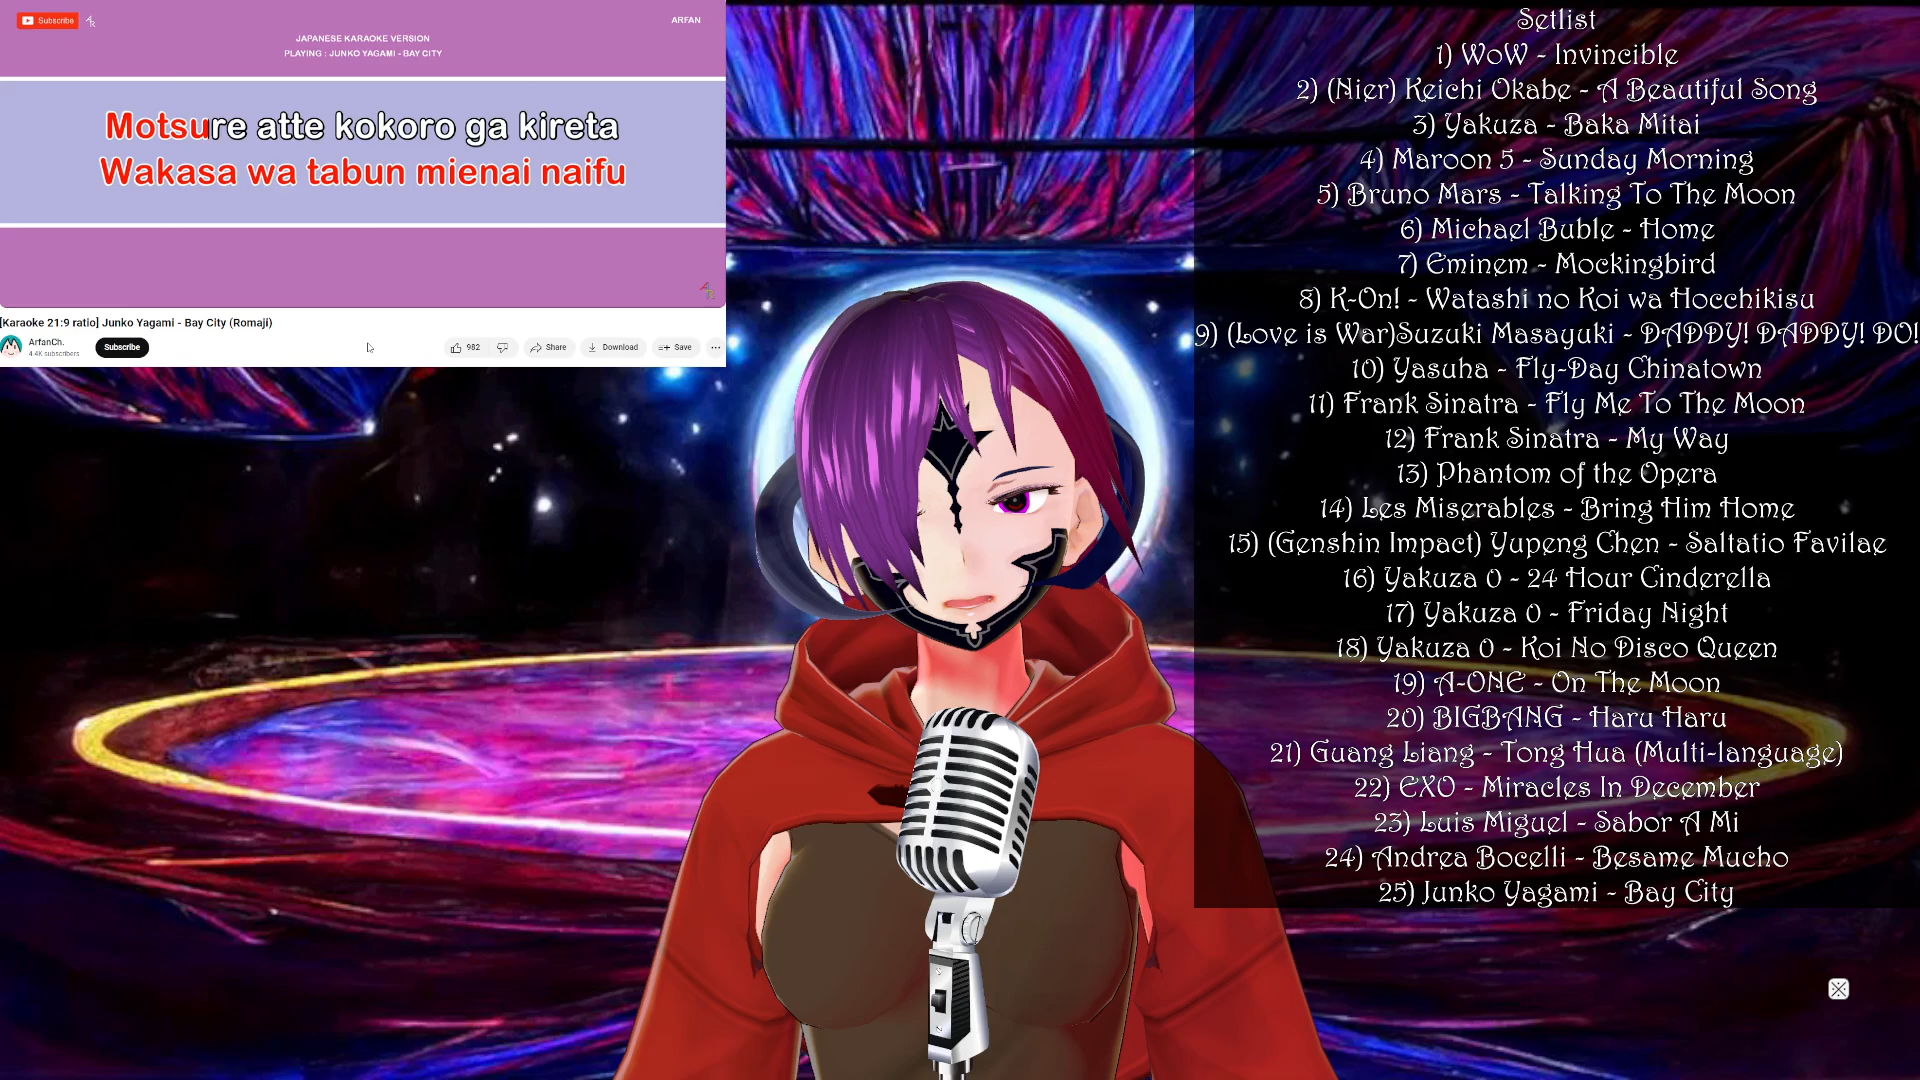 Subscribe
ARFAN
JAPANESE KARAOKE VERSION
PLAYING : JUNKO YAGAMI - BAY CITY
Motsure atte kokoro ga kireta
Wakasa wa tabun mienai naifu
[Karaoke 21:9 ratio] Junko Yagami - Bay City (Romaji)
ArfanCh.
4.4K subscribers
Subscribe
982
Share
Download
Save
Setlist
1) WoW - Invincible
2) (Nier) Keichi Okabe - A Beautiful Song
3) Yakuza - Baka Mitai
4) Maroon 5 - Sunday Morning
5) Bruno Mars - Talking To The Moon
6) Michael Buble - Home
7) Eminem - Mockingbird
8) K-On! - Watashi no Koi wa Hocchikisu
9) (Love is War)Suzuki Masayuki - DADDY! DADDY! DO!
10) Yasuha - Fly-Day Chinatown
11) Frank Sinatra - Fly Me To The Moon
12) Frank Sinatra - My Way
13) Phantom of the Opera
14) Les Miserables - Bring Him Home
15) (Genshin Impact) Yupeng Chen - Saltatio Favilae
16) Yakuza 0 - 24 Hour Cinderella
17) Yakuza 0 - Friday Night
18) Yakuza 0 - Koi No Disco Queen
19) A-ONE - On The Moon
20) BIGBANG - Haru Haru
21) Guang Liang - Tong Hua (Multi-language)
22) EXO - Miracles In December
23) Luis Miguel - Sabor A Mi
24) Andrea Bocelli - Besame Mucho
25) Junko Yagami - Bay City